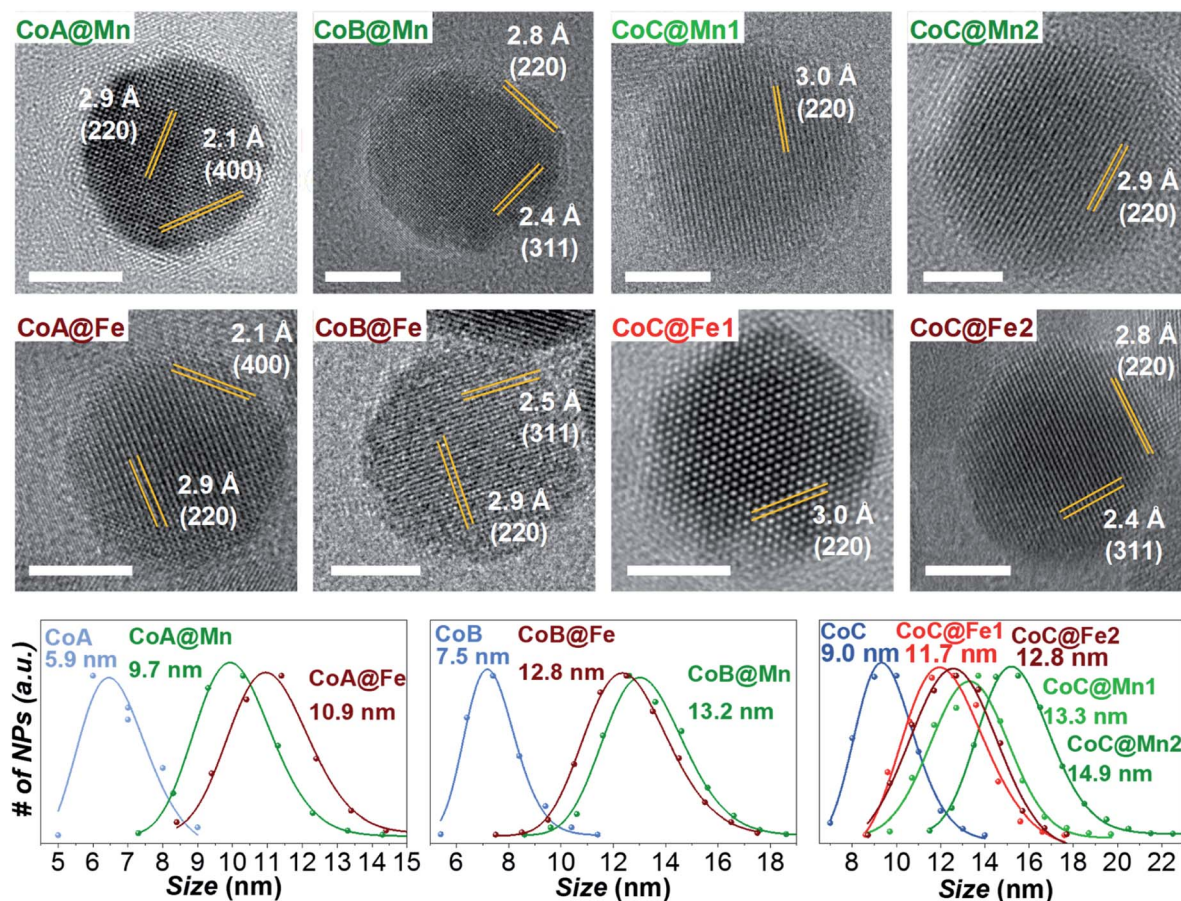 CoA@Mn
2.9 Å
(220)
2.1 Å
(400)
CoB@Mn
2.8 Å
(220)
2.4 Å
(311)
CoC@Mn1
3.0 Å
(220)
CoC@Mn2
2.9 Å
(220)
CoA@Fe
2.1 Å
(400)
2.9 Å
(220)
CoB@Fe
2.5 Å
(311)
2.9 Å
(220)
CoC@Fe1
3.0 Å
(220)
CoC@Fe2
2.8 Å
(220)
2.4 Å
(311)
# of NPs (a.u.)
CoA
5.9 nm
CoA@Mn
9.7 nm
CoA@Fe
10.9 nm
5 6 7 8 9 10 11 12 13 14 15
Size (nm)
CoB
7.5 nm
CoB@Fe
12.8 nm
CoB@Mn
13.2 nm
6 8 10 12 14 16 18
Size (nm)
CoC
9.0 nm
CoC@Fe1
11.7 nm
CoC@Fe2
12.8 nm
CoC@Mn1
13.3 nm
CoC@Mn2
14.9 nm
8 10 12 14 16 18 20 22
Size (nm)